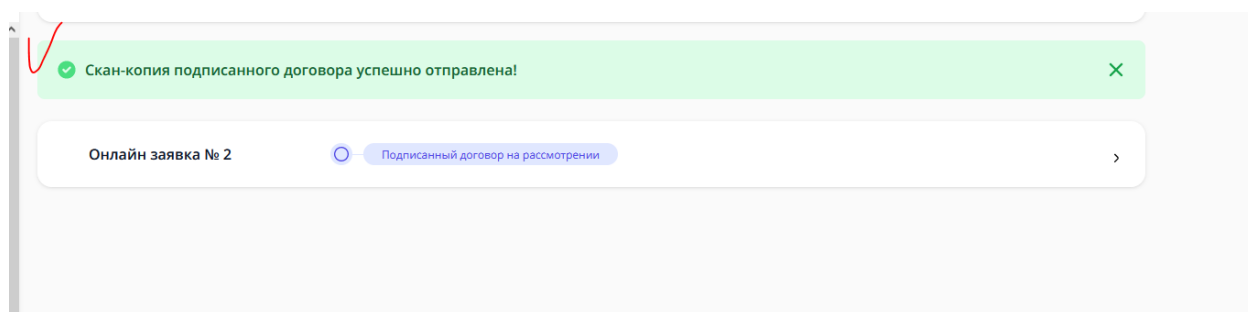 Скан-копия подписанного договора успешно отправлена!
Онлайн заявка № 2
Подписанный договор на рассмотрении